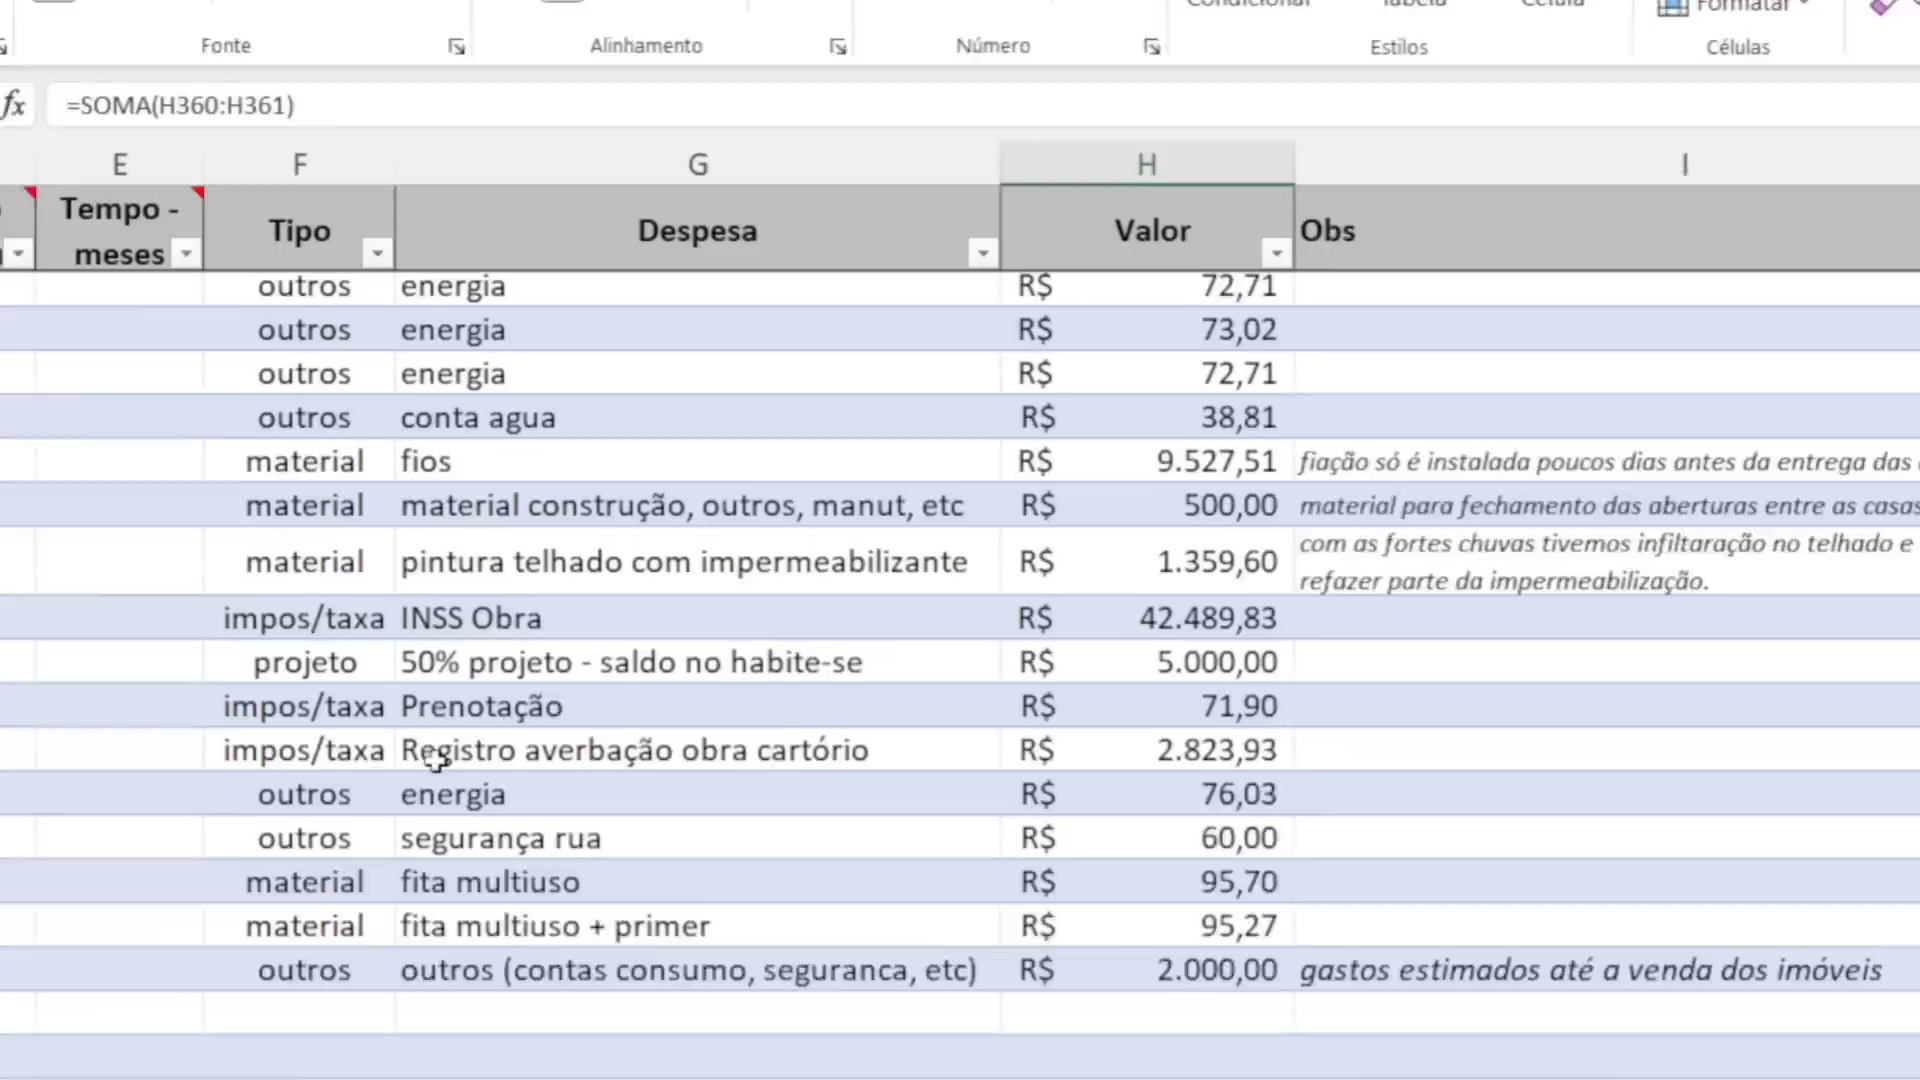 Condicional Tabela Célula Formatar
Fonte Alinhamento Número Estilos Células
fx =SOMA(H360:H361)
E F G H I
Tempo - meses Tipo Despesa Valor Obs
outros energia R$ 72,71
outros energia R$ 73,02
outros energia R$ 72,71
outros conta agua R$ 38,81
material fios R$ 9.527,51 fiação só é instalada poucos dias antes da entrega das
material material construção, outros, manut, etc R$ 500,00 material para fechamento das aberturas entre as casas
material pintura telhado com impermeabilizante R$ 1.359,60 com as fortes chuvas tivemos infiltaração no telhado e
refazer parte da impermeabilização.
impos/taxa INSS Obra R$ 42.489,83
projeto 50% projeto - saldo no habite-se R$ 5.000,00
impos/taxa Prenotação R$ 71,90
impos/taxa Registro averbação obra cartório R$ 2.823,93
outros energia R$ 76,03
outros segurança rua R$ 60,00
material fita multiuso R$ 95,70
material fita multiuso + primer R$ 95,27
outros outros (contas consumo, seguranca, etc) R$ 2.000,00 gastos estimados até a venda dos imóveis